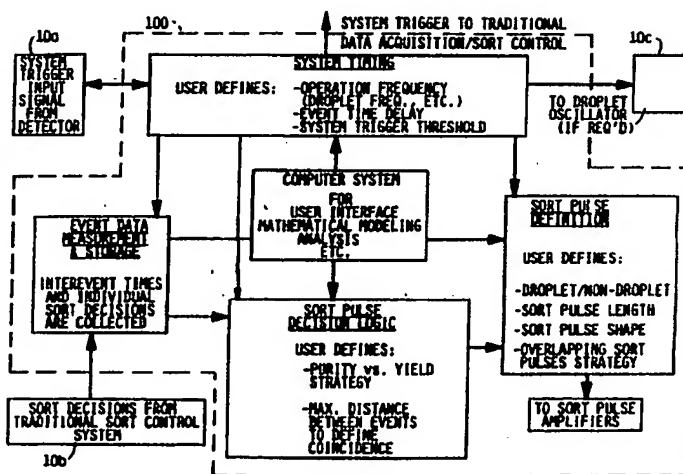 10a
100
SYSTEM TRIGGER TO TRADITIONAL
DATA ACQUISITION/SORT CONTROL
10c
SYSTEM
TRIGGER
INPUT
SIGNAL
FROM
DETECTOR
SYSTEM TIMING
USER DEFINES:
-OPERATION FREQUENCY
(DROPLET FREQ., ETC.)
-EVENT TIME DELAY
-SYSTEM TRIGGER THRESHOLD
TO DROPLET
OSCILLATOR
(IF REQ'D)
COMPUTER SYSTEM
FOR
USER INTERFACE
MATHEMATICAL MODELING
ANALYSIS
ETC.
EVENT DATA
MEASUREMENT
& STORAGE
INTEREVENT TIMES
AND INDIVIDUAL
SORT DECISIONS
ARE COLLECTED
SORT PULSE
DEFINITION
USER DEFINES:
-DROPLET/NON-DROPLET
-SORT PULSE LENGTH
-SORT PULSE SHAPE
-OVERLAPPING SORT
PULSES STRATEGY
SORT PULSE
DECISION LOGIC
USER DEFINES:
-PURITY vs. YIELD
STRATEGY
-MAX. DISTANCE
BETWEEN EVENTS
TO DEFINE
COINCIDENCE
SORT DECISIONS FROM
TRADITIONAL SORT CONTROL
SYSTEM
10b
TO SORT PULSE
AMPLIFIERS